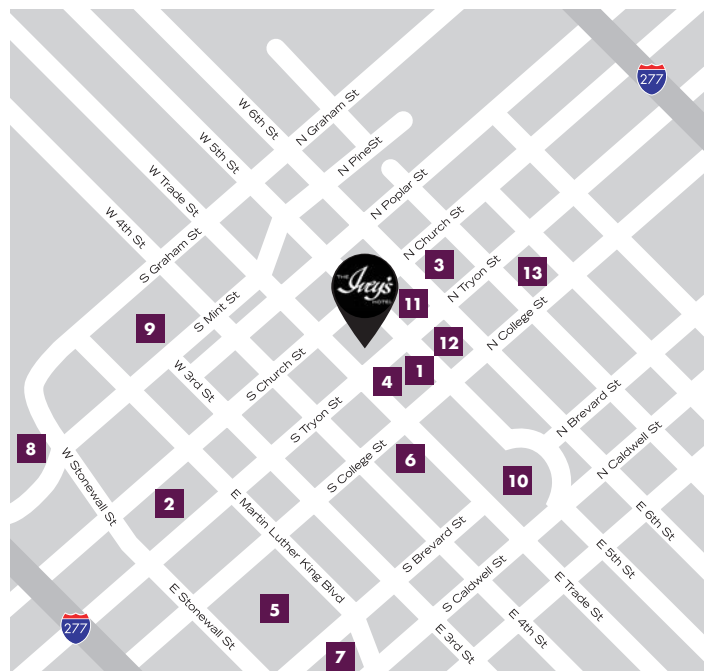 277
W 6th St
N Graham St
W 5th St
N PineSt
W Trade St
N Poplar St
W 4th St
N Church St
S Graham St
3
N Tryon St
13
THE
Ivey's
HOTEL
11
S Mint St
9
N College St
12
W 3rd St
S Church St
1
4
S Tryon St
N Brevard St
8
W Stonewall St
S College St
6
N Caldwell St
10
2
E Martin Luther King Blvd
E 6th St
S Brevard St
E 5th St
S Caldwell St
E Trade St
5
E Stonewall St
E 4th St
277
E 3rd St
7